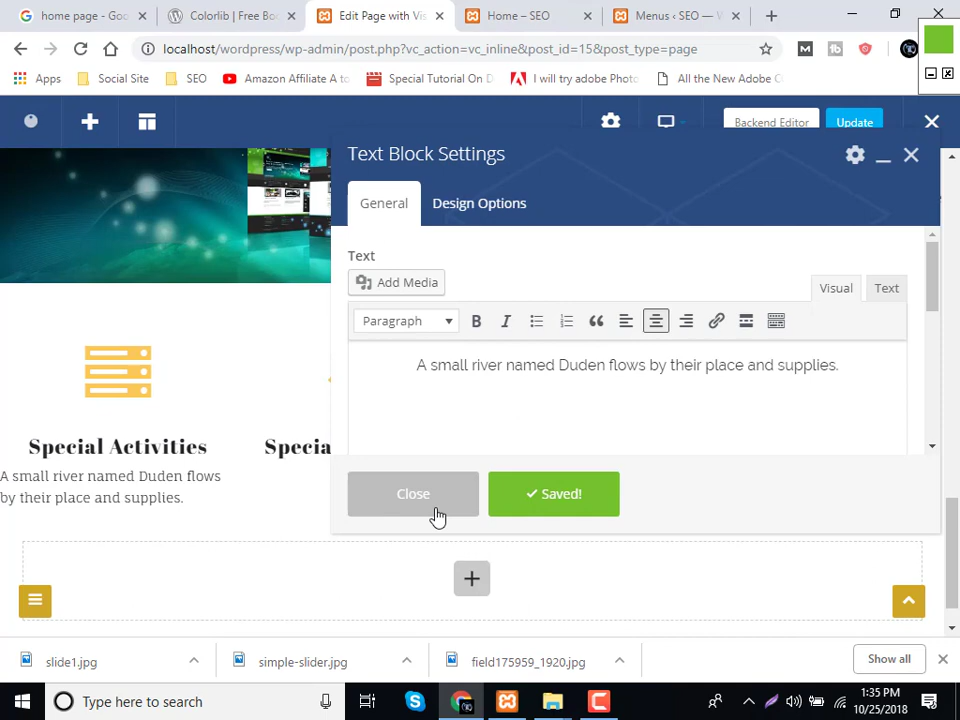 home page - Goo
Colorlib | Free Bo
Edit Page with Vis
Home – SEO
Menus ‹ SEO — W
localhost/wordpress/wp-admin/post.php?vc_action=vc_inline&post_id=15&post_type=page
Apps
Social Site
SEO
Amazon Affiliate A to
Special Tutorial On D
I will try adobe Photo
All the New Adobe C
Backend Editor
Update
Text Block Settings
General
Design Options
Text
Add Media
Visual
Text
Paragraph
B
I
A small river named Duden flows by their place and supplies.
Special Activities
Specia
A small river named Duden flows
by their place and supplies.
Close
Saved!
slide1.jpg
simple-slider.jpg
field175959_1920.jpg
Show all
Type here to search
1:35 PM
10/25/2018